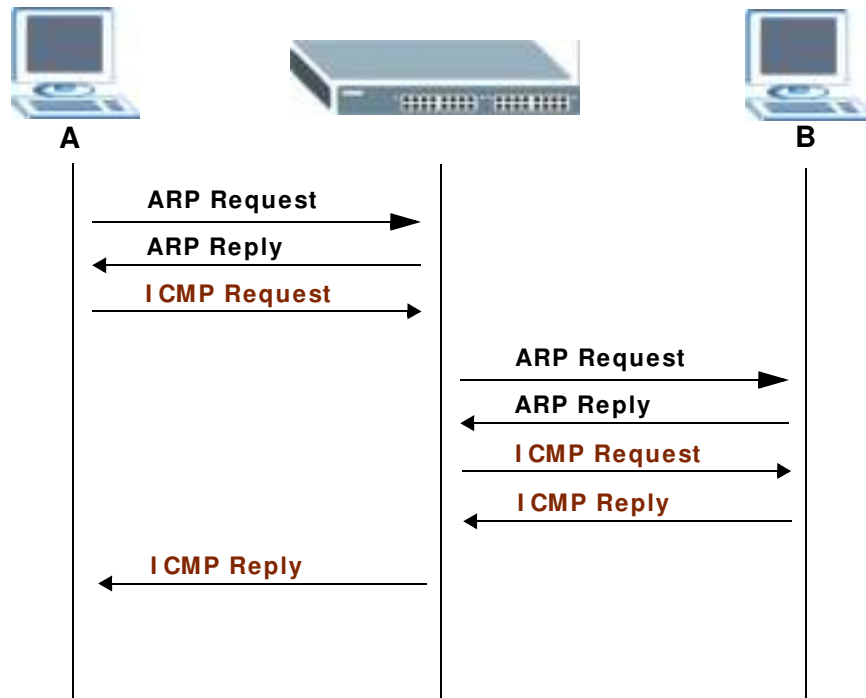 A
B
ARP Request
ARP Reply
ICMP Request
ARP Request
ARP Reply
ICMP Request
ICMP Reply
ICMP Reply